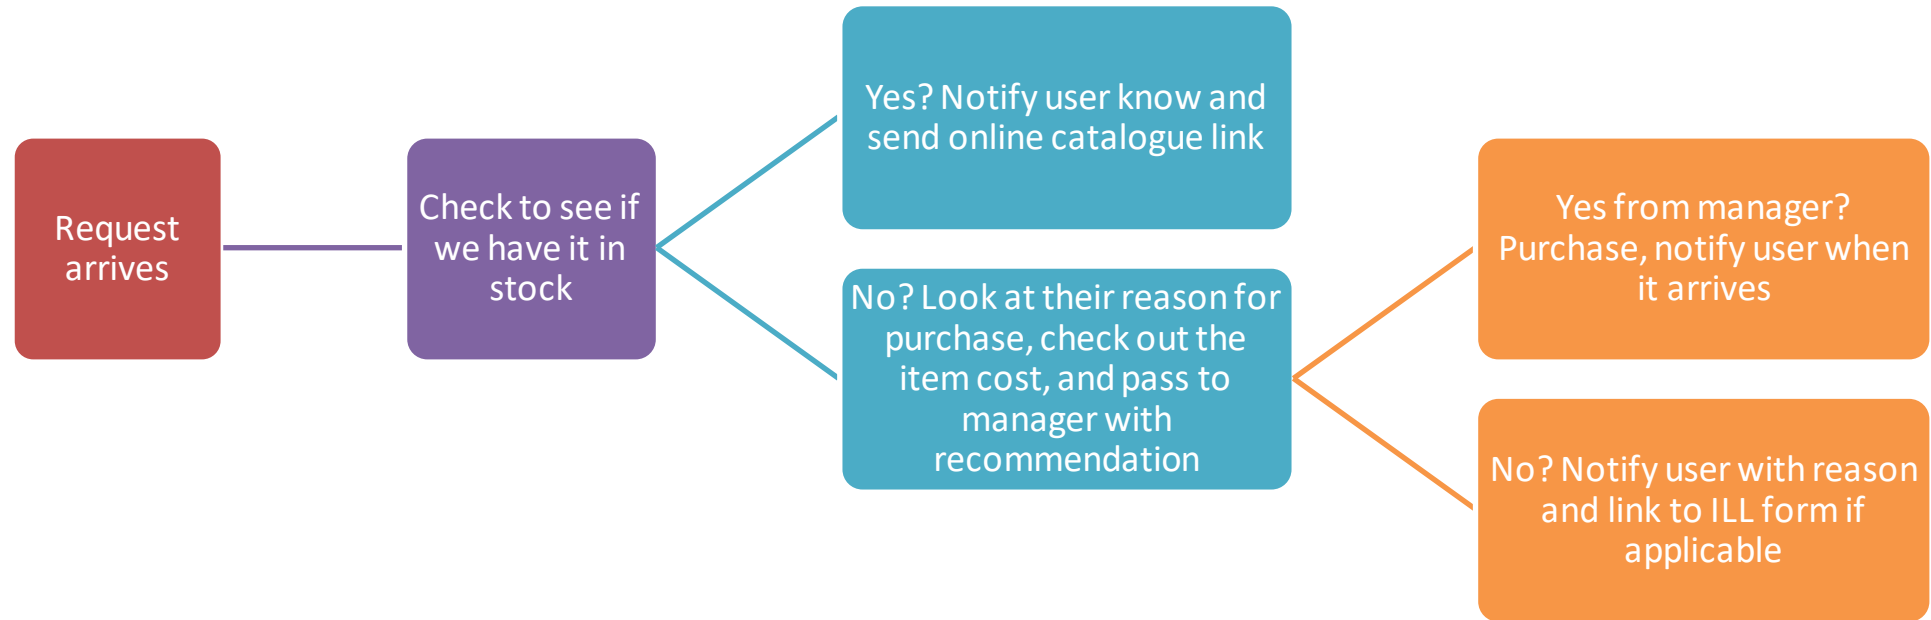 Request
arrives
Check to see if
we have it in
stock
Yes? Notify user know and
send online catalogue link
No? Look at their reason for
purchase, check out the
item cost, and pass to
manager with
recommendation
Yes from manager?
Purchase, notify user when
it arrives
No? Notify user with reason
and link to ILL form if
applicable